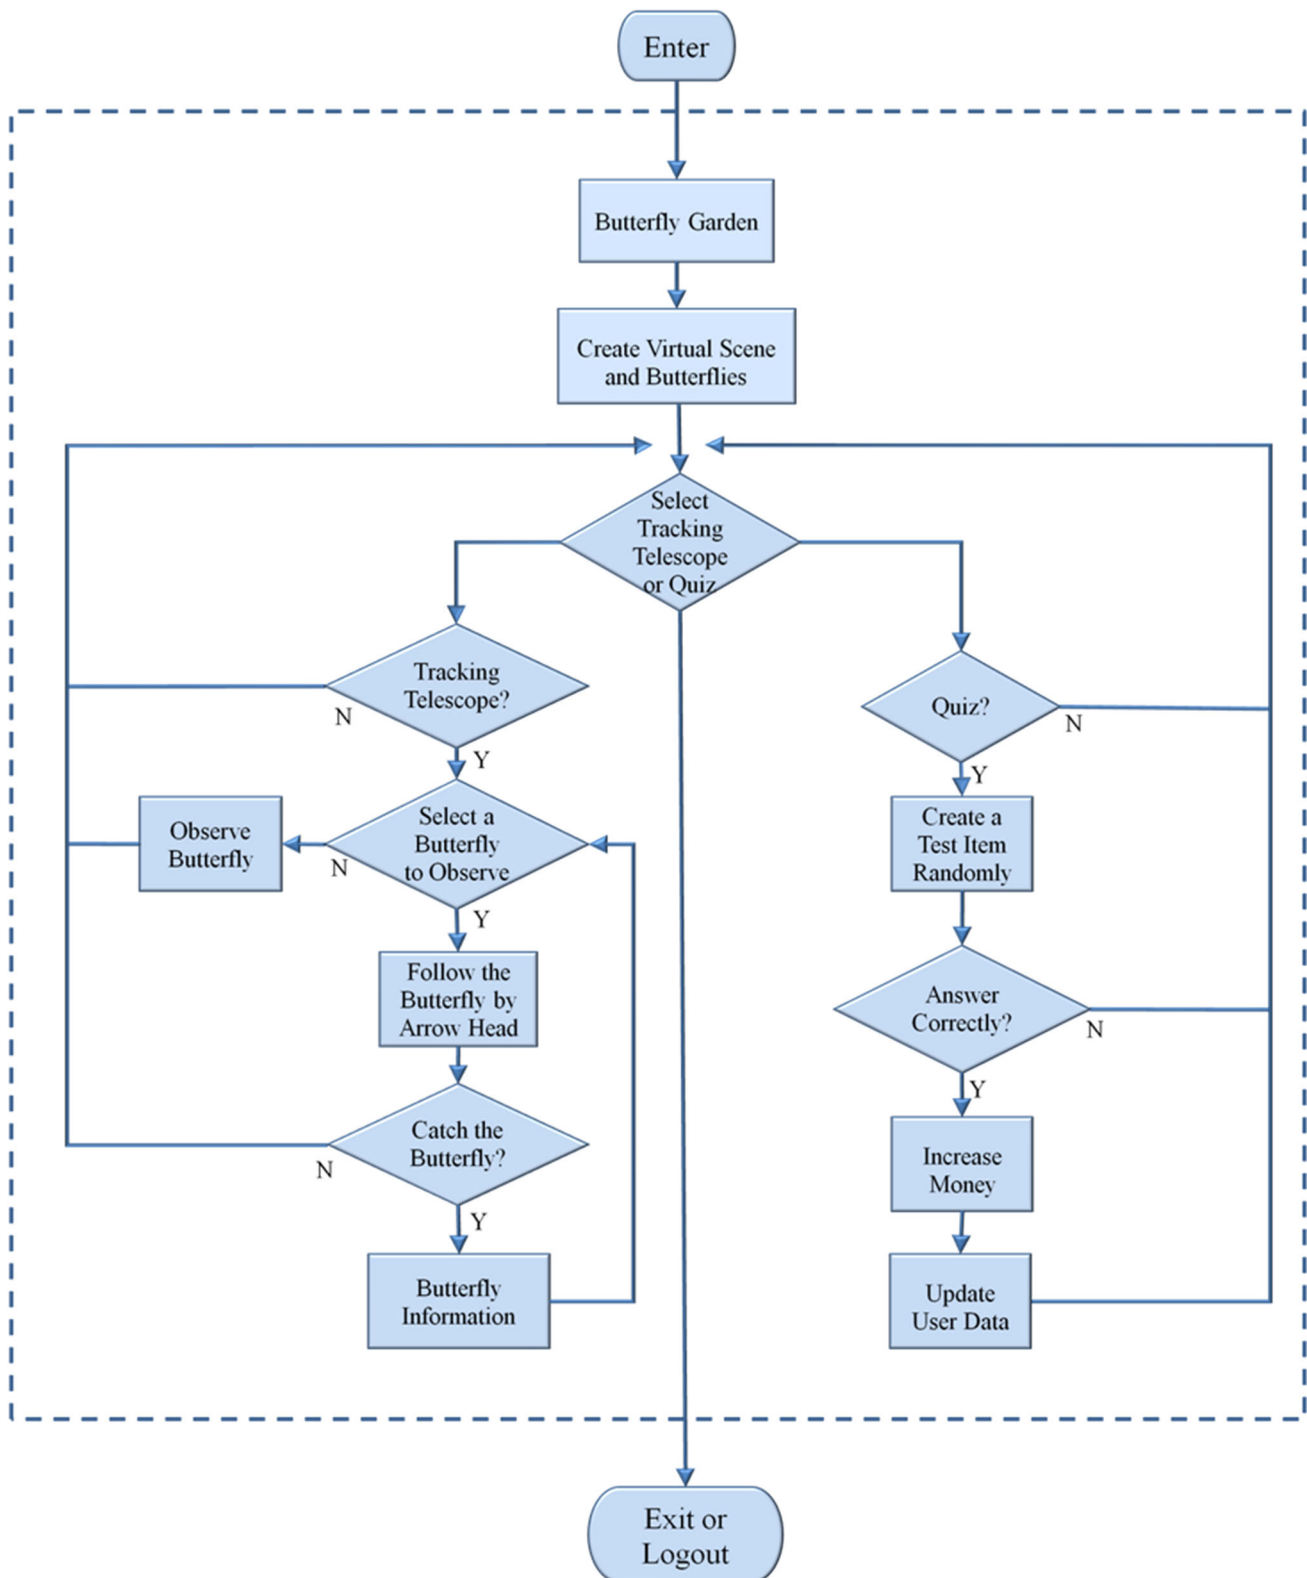 Enter
Butterfly Garden
Create Virtual Scene
and Butterflies
Select
Tracking
Telescope
or Quiz
Tracking
Telescope?
N
Y
Quiz?
N
Y
Observe
Butterfly
Select a
Butterfly
to Observe
N
Y
Create a
Test Item
Randomly
Follow the
Butterfly by
Arrow Head
Answer
Correctly?
N
Y
Catch the
Butterfly?
N
Y
Increase
Money
Butterfly
Information
Update
User Data
Exit or
Logout